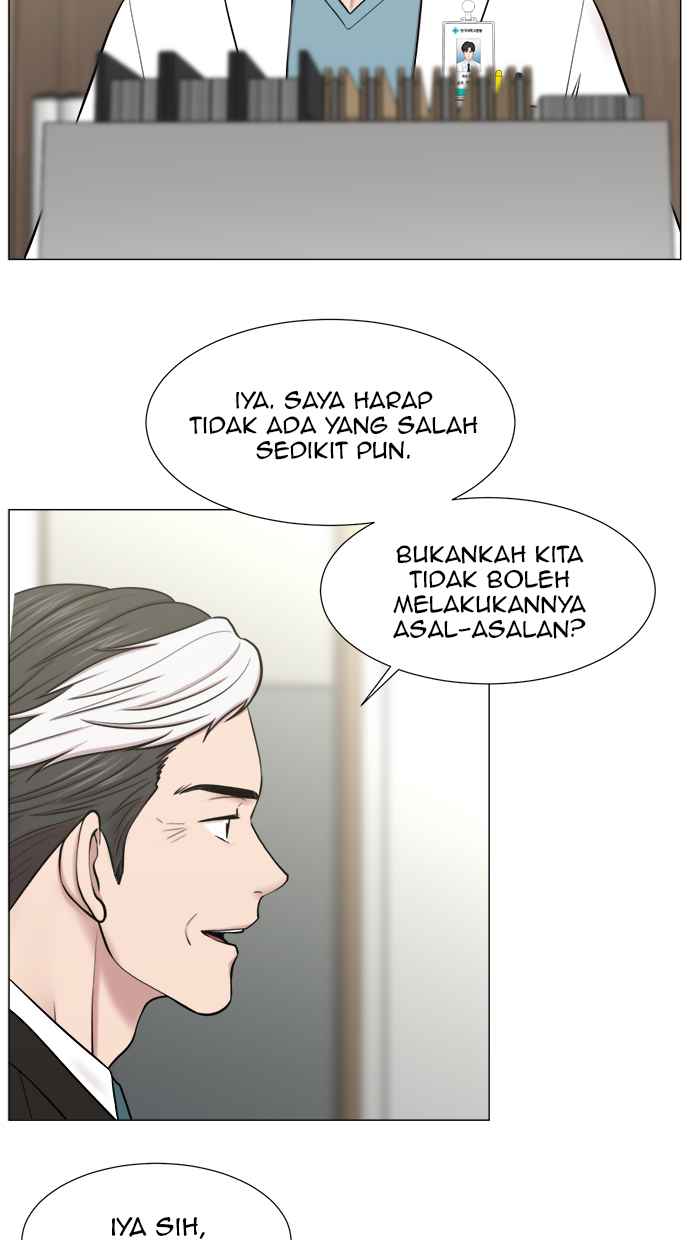 IYA. SAYA HARAP
TIDAK ADA YANG SALAH
SEDIKIT PUN.
BUKANKAH KITA
TIDAK BOLEH
MELAKUKANNYA
ASAL-ASALAN?
IYA SIH,